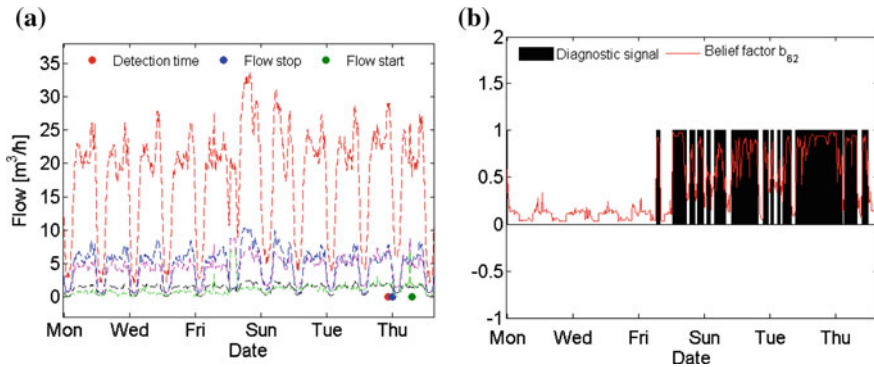 (a)
Detection time Flow stop Flow start
Flow [m³/h]
35
30
25
20
15
10
5
0
Mon Wed Fri Sun Tue Thu
Date
(b)
Diagnostic signal Belief factor b₆₂
2
1.5
1
0.5
0
-0.5
-1
Mon Wed Fri Sun Tue Thu
Date